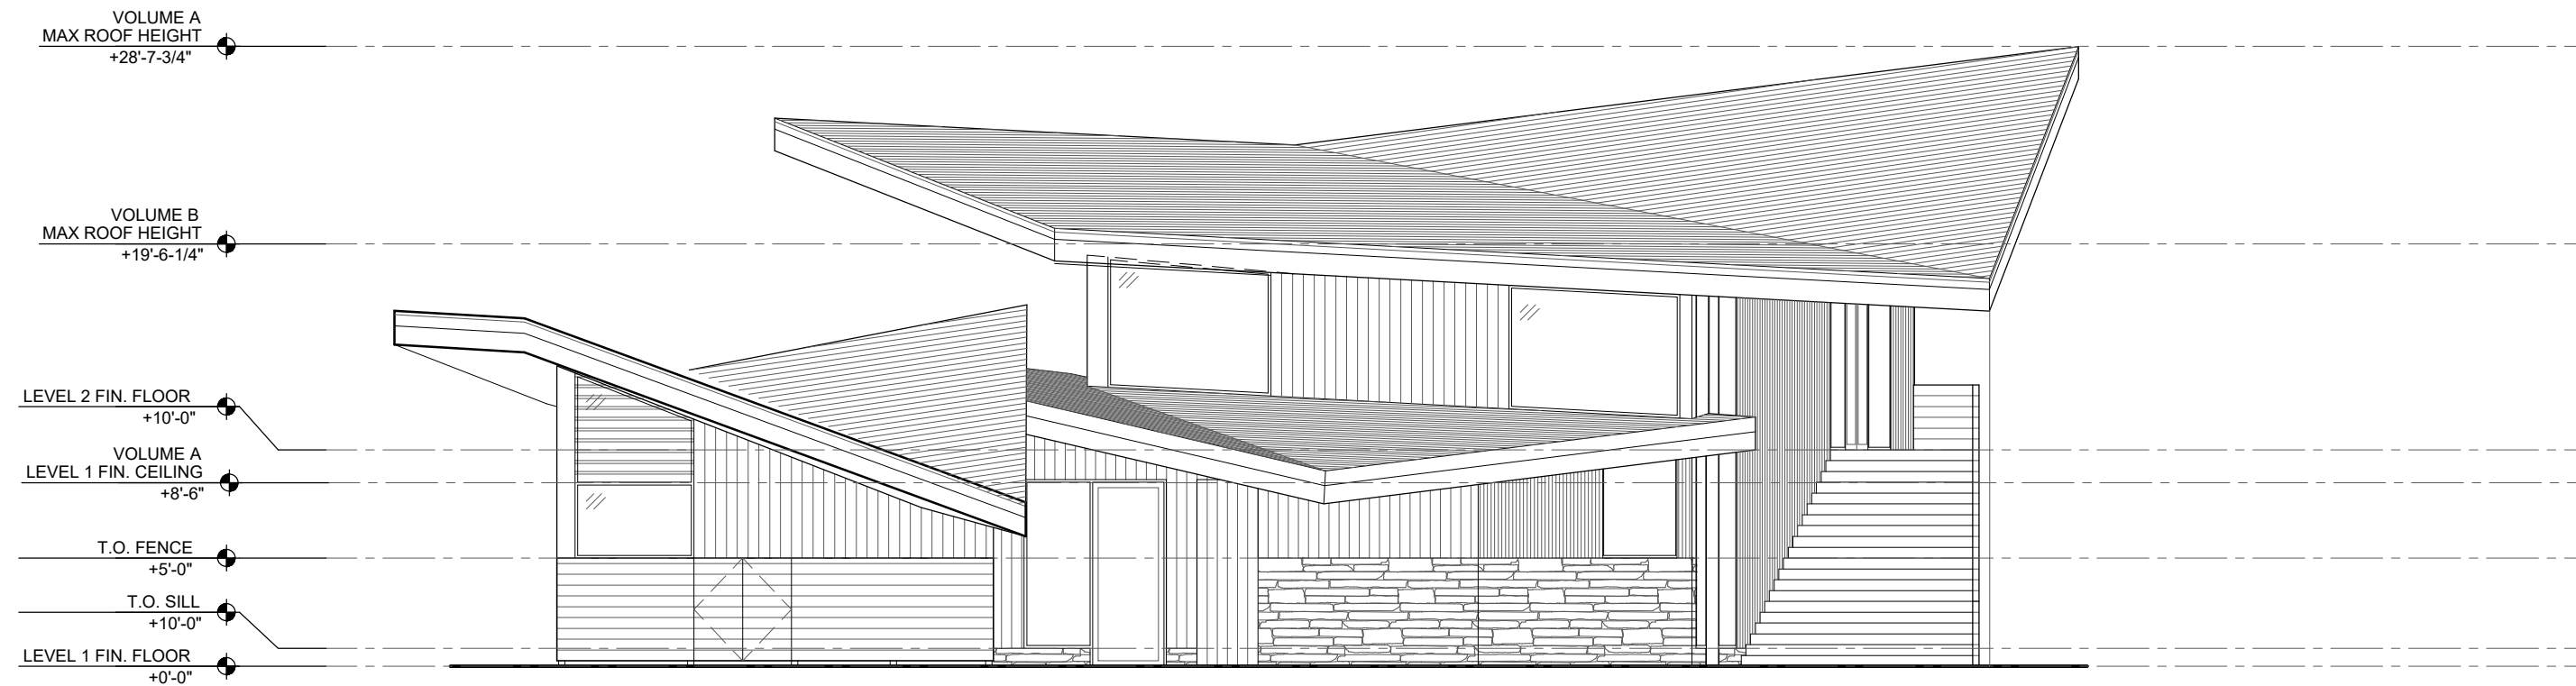 VOLUME A
MAX ROOF HEIGHT
+28'-7-3/4"
VOLUME B
MAX ROOF HEIGHT
+19'-6-1/4"
LEVEL 2 FIN. FLOOR
+10'-0"
VOLUME A
LEVEL 1 FIN. CEILING
+8'-6"
T.O. FENCE
+5'-0"
T.O. SILL
+10'-0"
LEVEL 1 FIN. FLOOR
+0'-0"